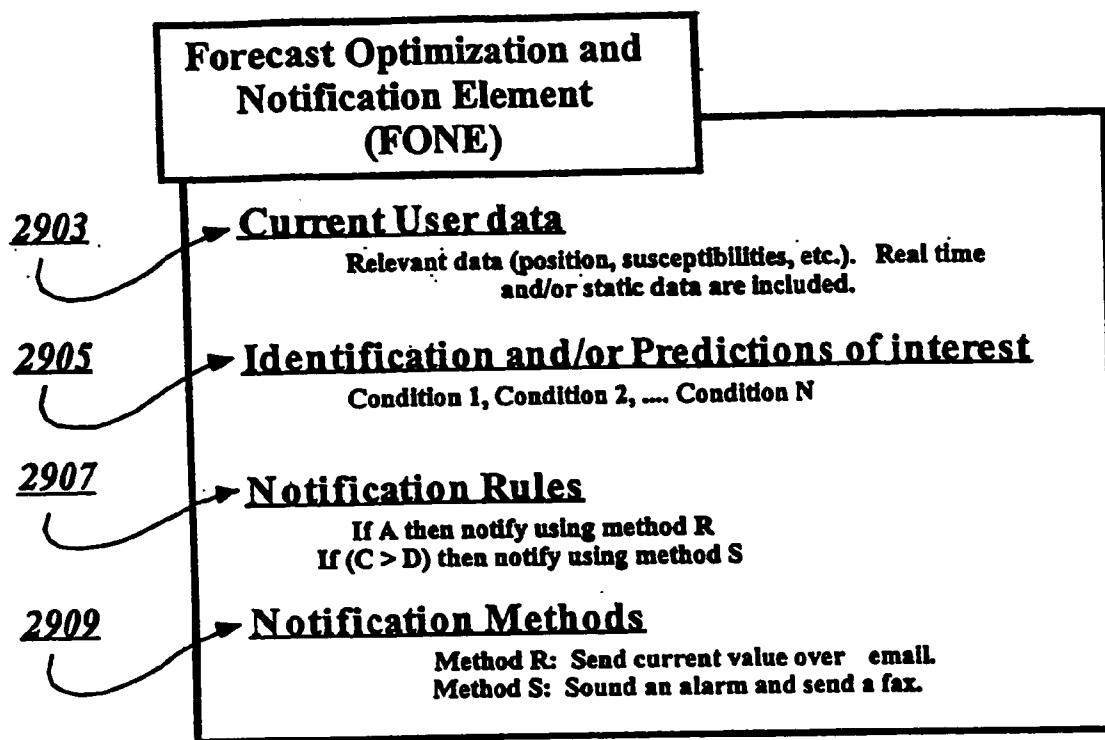 Forecast Optimization and
Notification Element
(FONE)
2903
Current User data
Relevant data (position, susceptibilities, etc.). Real time
and/or static data are included.
2905
Identification and/or Predictions of interest
Condition 1, Condition 2, .... Condition N
2907
Notification Rules
If A then notify using method R
If (C > D) then notify using method S
2909
Notification Methods
Method R: Send current value over email.
Method S: Sound an alarm and send a fax.